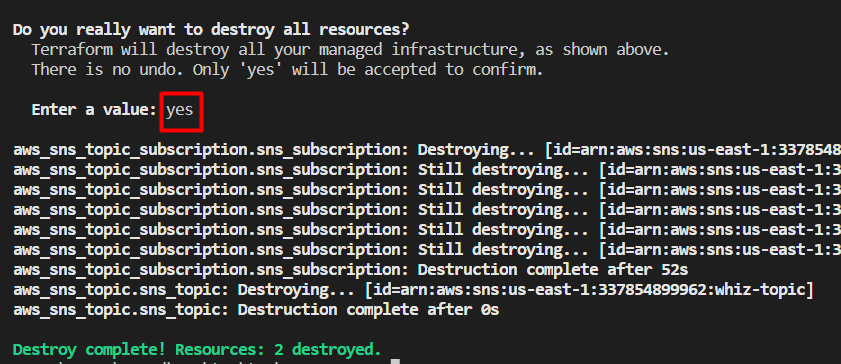 Do you really want to destroy all resources?
Terraform will destroy all your managed infrastructure, as shown above.
There is no undo. Only 'yes' will be accepted to confirm.
Enter a value: yes
aws_sns_topic_subscription.sns_subscription: Destroying... [id=arn:aws:sns:us-east-1:3378548
aws_sns_topic_subscription.sns_subscription: Still destroying... [id=arn:aws:sns:us-east-1:3
aws_sns_topic_subscription.sns_subscription: Still destroying... [id=arn:aws:sns:us-east-1:3
aws_sns_topic_subscription.sns_subscription: Still destroying... [id=arn:aws:sns:us-east-1:3
aws_sns_topic_subscription.sns_subscription: Still destroying... [id=arn:aws:sns:us-east-1:3
aws_sns_topic_subscription.sns_subscription: Still destroying... [id=arn:aws:sns:us-east-1:3
aws_sns_topic_subscription.sns_subscription: Destruction complete after 52s
aws_sns_topic.sns_topic: Destroying... [id=arn:aws:sns:us-east-1:337854899962:whiz-topic]
aws_sns_topic.sns_topic: Destruction complete after 0s
Destroy complete! Resources: 2 destroyed.